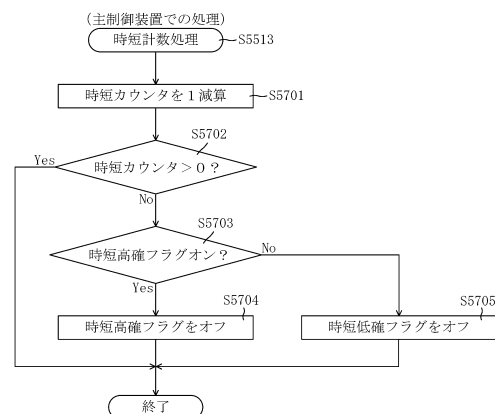 (主制御装置での処理)
時短計数処理
S5513
時短カウンタを1減算
S5701
S5702
Yes
時短カウンタ>0?
No
S5703
時短高確フラグオン?
No
Yes
S5704
S5705
時短高確フラグをオフ
時短低確フラグをオフ
終了